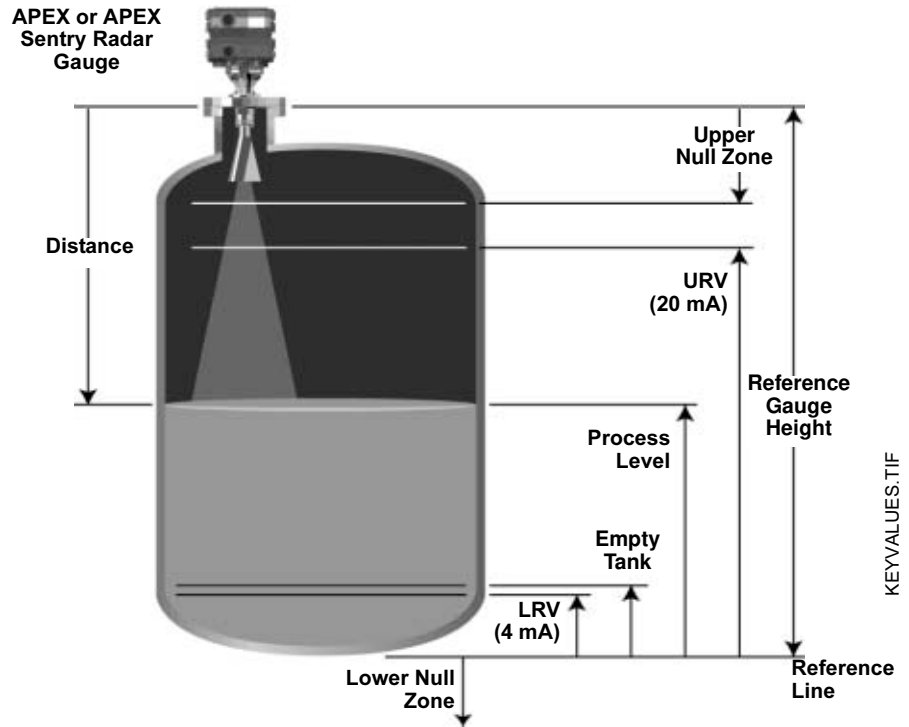 APEX or APEX
Sentry Radar
Gauge
Upper
Null Zone
Distance
URV
(20 mA)
Reference
Gauge
Height
Process
Level
Empty
Tank
LRV
(4 mA)
Lower Null
Zone
Reference
Line
KEYVALUES.TIF